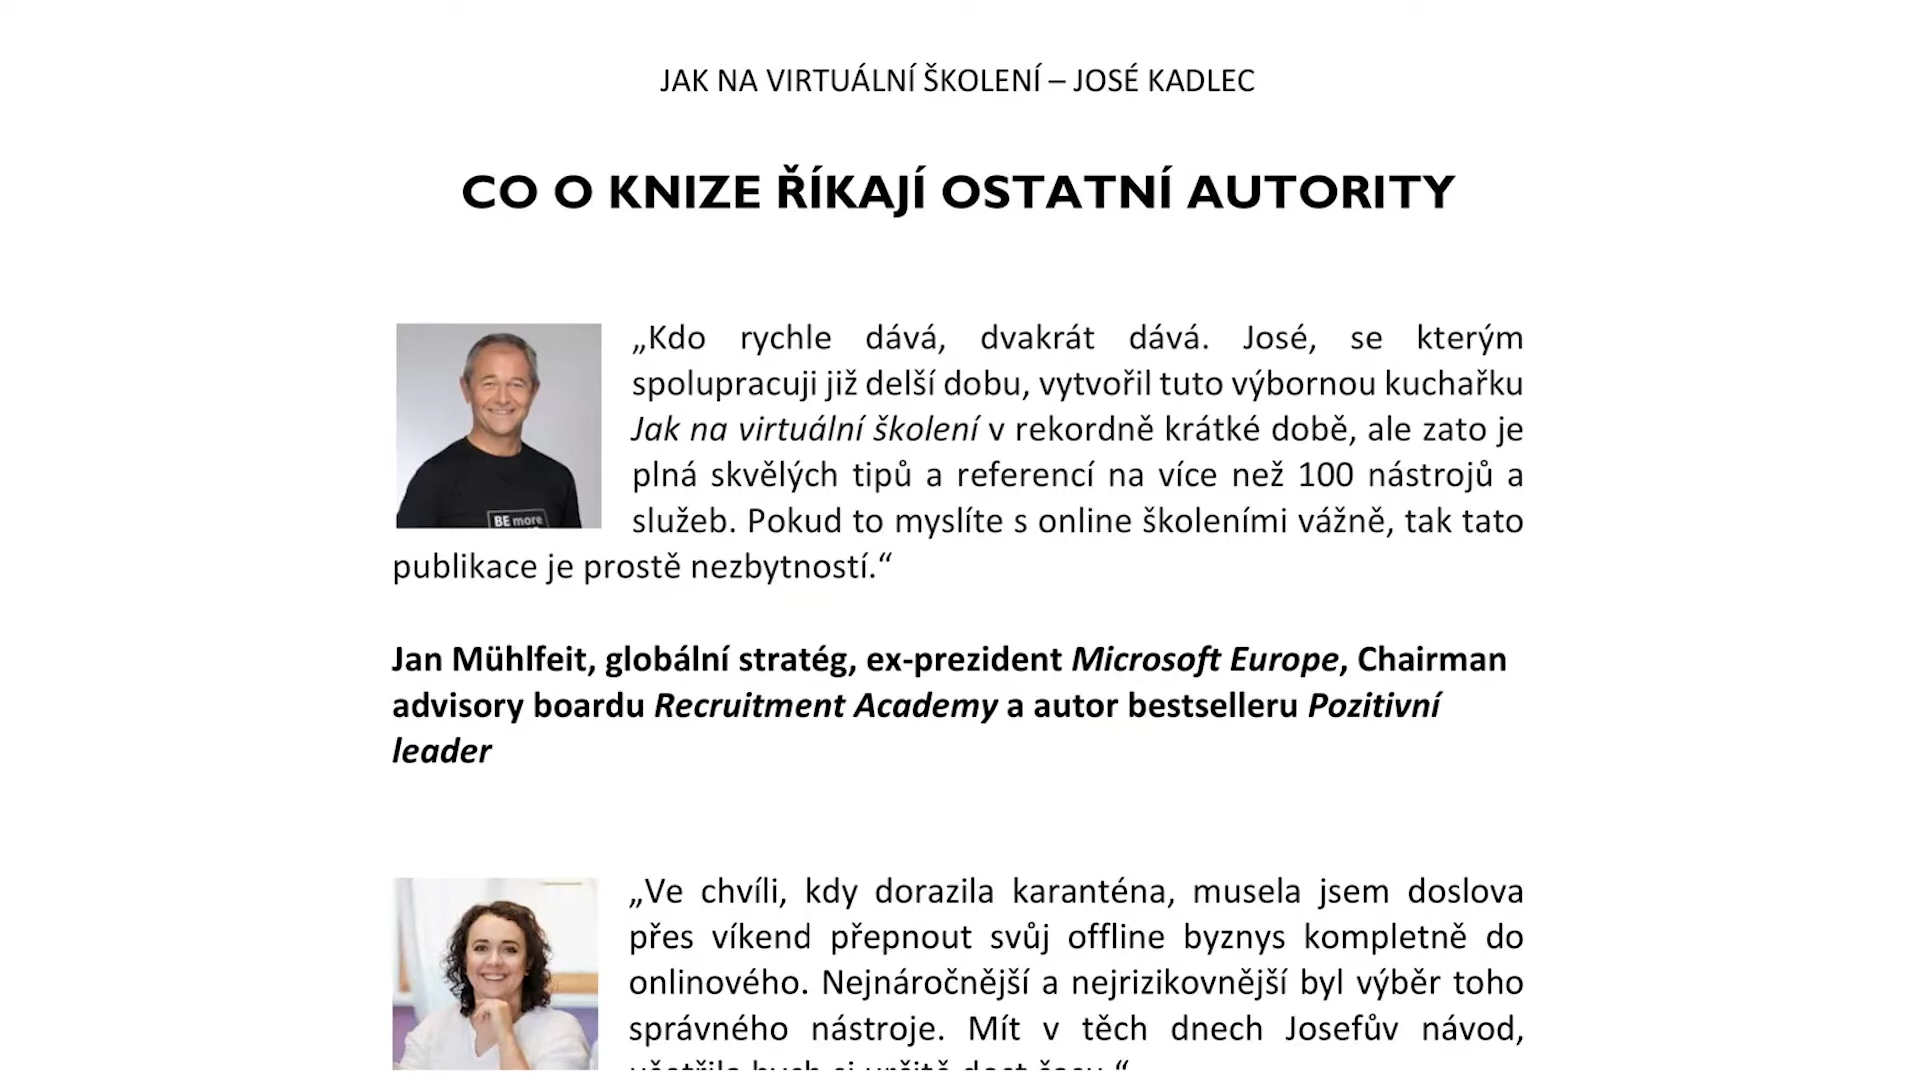 JAK NA VIRTUÁLNÍ ŠKOLENÍ – JOSÉ KADLEC
CO O KNIZE ŘÍKAJÍ OSTATNÍ AUTORITY
„Kdo rychle dává, dvakrát dává. José, se kterým
spolupracuji již delší dobu, vytvořil tuto výbornou kuchařku
Jak na virtuální školení v rekordně krátké době, ale zato je
plná skvělých tipů a referencí na více než 100 nástrojů a
služeb. Pokud to myslíte s online školeními vážně, tak tato
publikace je prostě nezbytností.“
BE more
Jan Mühlfeit, globální stratég, ex-prezident Microsoft Europe, Chairman
advisory boardu Recruitment Academy a autor bestselleru Pozitivní
leader
„Ve chvíli, kdy dorazila karanténa, musela jsem doslova
přes víkend přepnout svůj offline byznys kompletně do
onlinového. Nejnáročnější a nejrizikovnější byl výběr toho
správného nástroje. Mít v těch dnech Josefův návod,